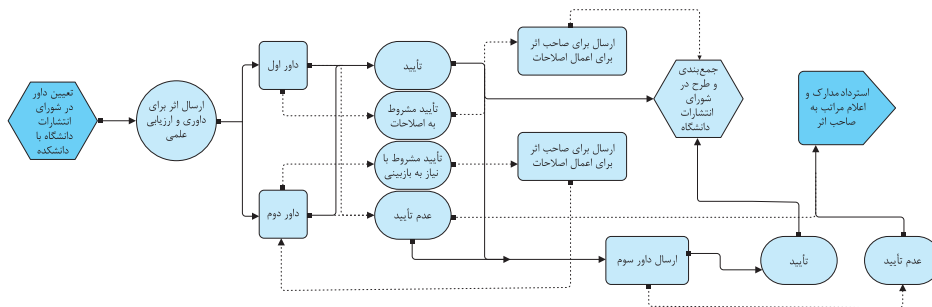 تعیین داور
در شورای
انتشارات
دانشگاه با
دانشکده
ارسال اثر برای
داوری و ارزیابی
علمی
داور اول
داور دوم
تأیید
تأیید مشروط
به اصلاحات
تأیید مشروط با
نیاز به بازبینی
عدم تأیید
ارسال برای صاحب اثر
برای اعمال اصلاحات
ارسال برای صاحب اثر
برای اعمال اصلاحات
جمع‌بندی
و طرح در
شورای
انتشارات
دانشگاه
استرداد مدارک و
اعلام مراتب به
صاحب اثر
ارسال داور سوم
تأیید
عدم تأیید